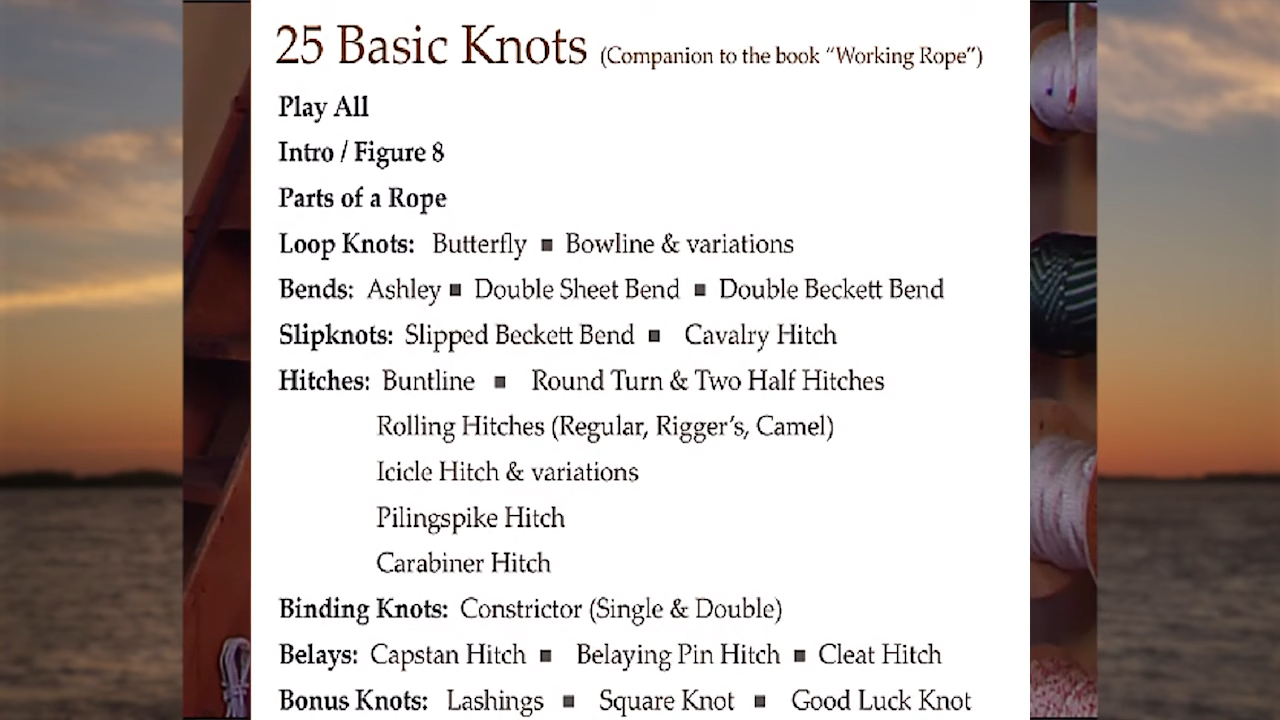 25 Basic Knots (Companion to the book “Working Rope”)
Play All
Intro / Figure 8
Parts of a Rope
Loop Knots: Butterfly ▪ Bowline & variations
Bends: Ashley ▪ Double Sheet Bend ▪ Double Beckett Bend
Slipknots: Slipped Beckett Bend ▪ Cavalry Hitch
Hitches: Buntline ▪ Round Turn & Two Half Hitches
Rolling Hitches (Regular, Rigger’s, Camel)
Icicle Hitch & variations
Pilingspike Hitch
Carabiner Hitch
Binding Knots: Constrictor (Single & Double)
Belays: Capstan Hitch ▪ Belaying Pin Hitch ▪ Cleat Hitch
Bonus Knots: Lashings ▪ Square Knot ▪ Good Luck Knot